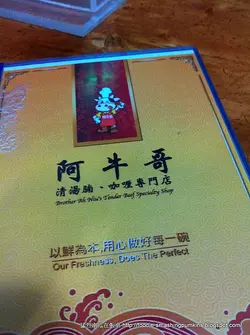 阿牛哥
清湯腩、咖喱專門店
Brother Ah Niu's Tender Beef Specialty Shop
以鮮為本,用心做好每一碗
Our Freshness, Does The Perfect